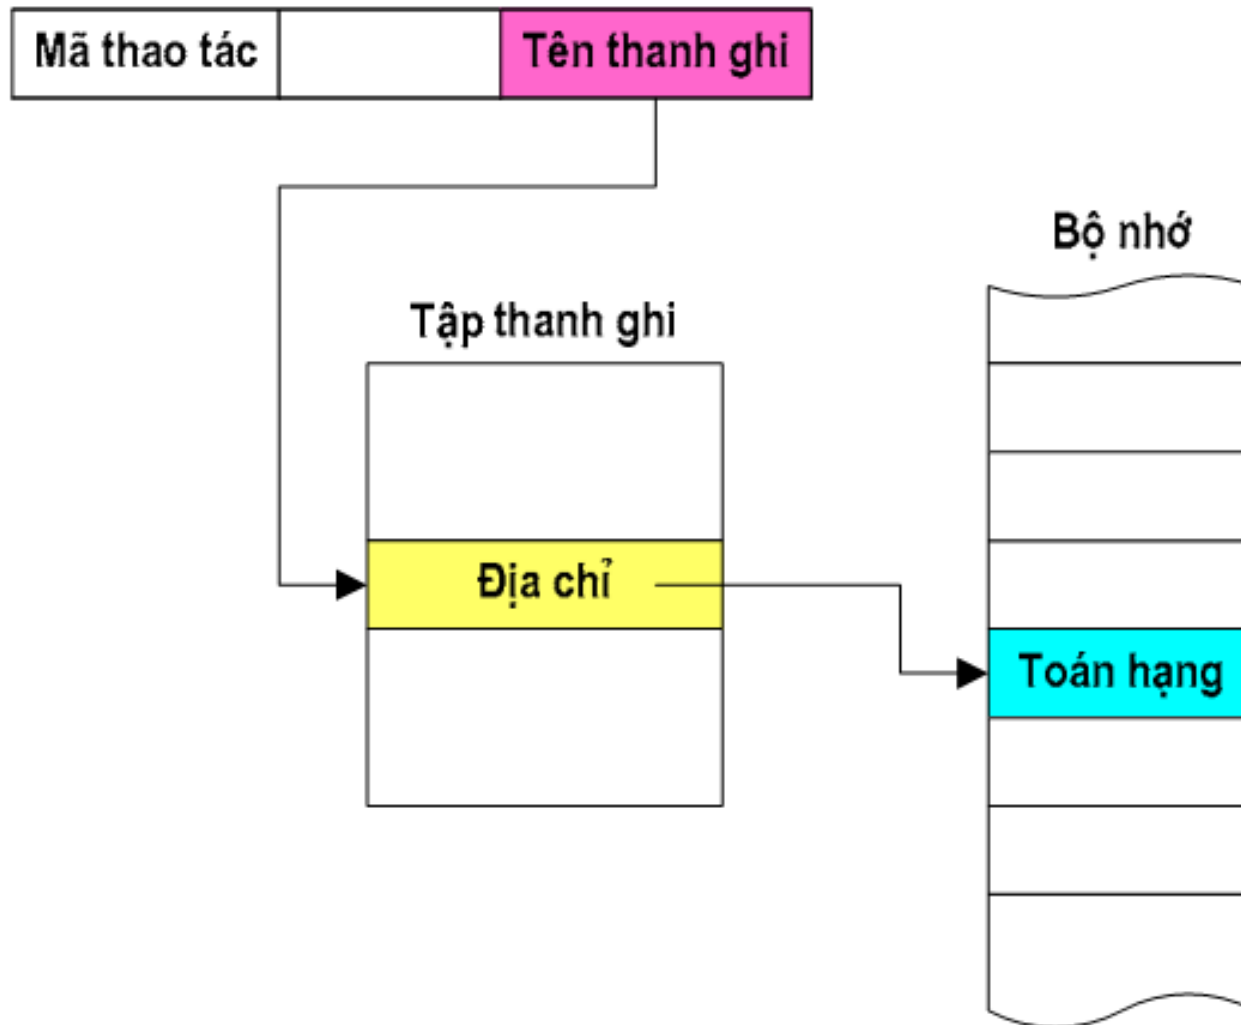 Mã thao tác
Tên thanh ghi
Bộ nhớ
Tập thanh ghi
Địa chỉ
Toán hạng